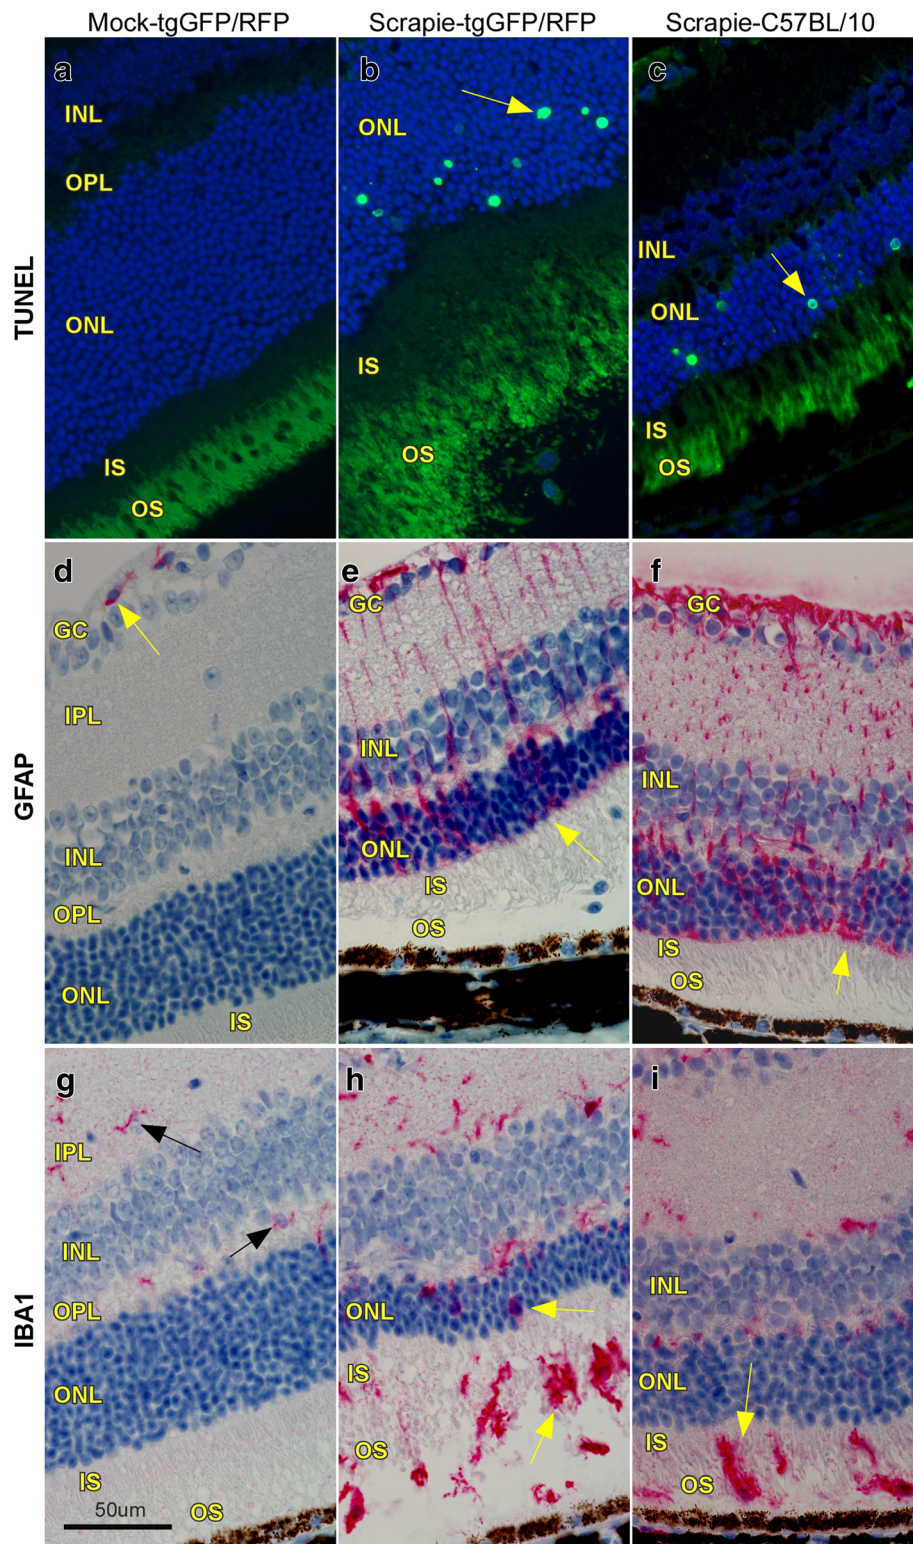 Mock-tgGFP/RFP
Scrapie-tgGFP/RFP
Scrapie-C57BL/10
TUNEL
a
INL
OPL
ONL
IS
OS
b
ONL
IS
OS
c
INL
ONL
IS
OS
GFAP
d
GC
IPL
INL
OPL
ONL
IS
e
GC
INL
ONL
IS
OS
f
GC
INL
ONL
IS
OS
IBA1
g
IPL
INL
OPL
ONL
IS
OS
50um
h
ONL
IS
OS
i
INL
ONL
IS
OS